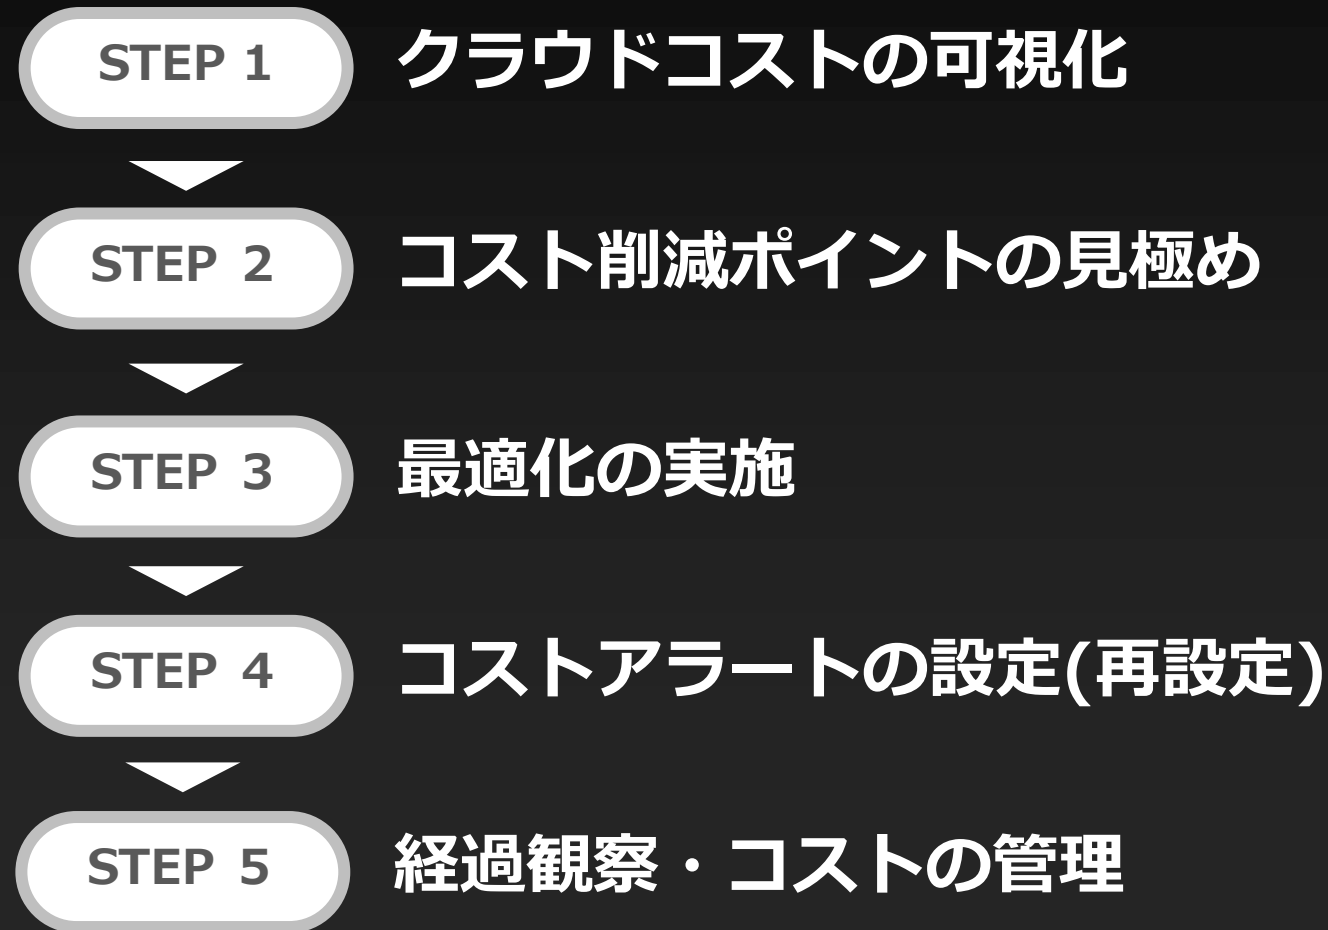 STEP 1
クラウドコストの可視化
STEP 2
コスト削減ポイントの見極め
STEP 3
最適化の実施
STEP 4
コストアラートの設定(再設定)
STEP 5
経過観察・コストの管理